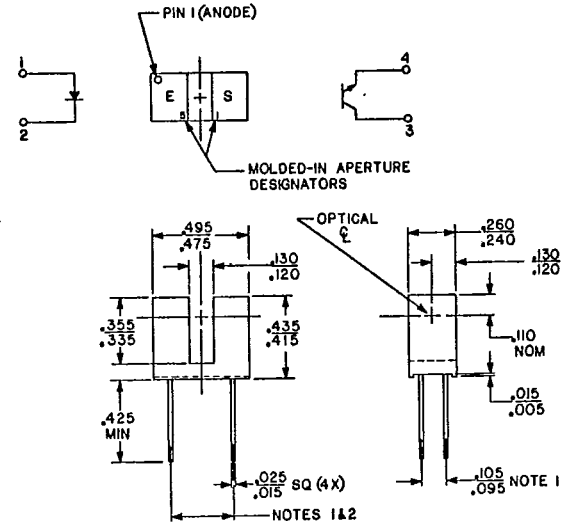 PIN 1 (ANODE)
1
2
E
S
4
3
MOLDED-IN APERTURE
DESIGNATORS
.495
.475
OPTICAL
℄
.260
.240
.130
.120
.130
.120
.355
.335
.435
.415
.110
NOM
.425
MIN
.015
.005
.025
.015 SQ (4X)
.105
.095 NOTE 1
NOTES 1&2